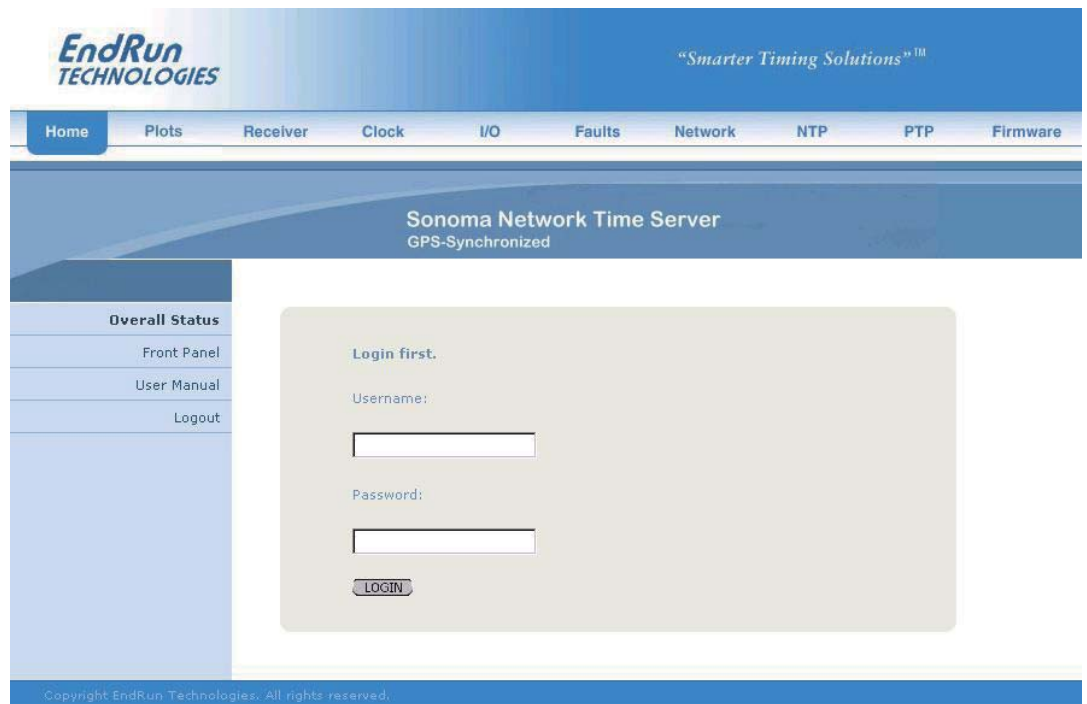 EndRun
TECHNOLOGIES
“Smarter Timing Solutions”™
Home Plots Receiver Clock I/O Faults Network NTP PTP Firmware
Sonoma Network Time Server
GPS-Synchronized
Overall Status
Front Panel
User Manual
Logout
Login first.
Username:
Password:
LOGIN
Copyright EndRun Technologies. All rights reserved.